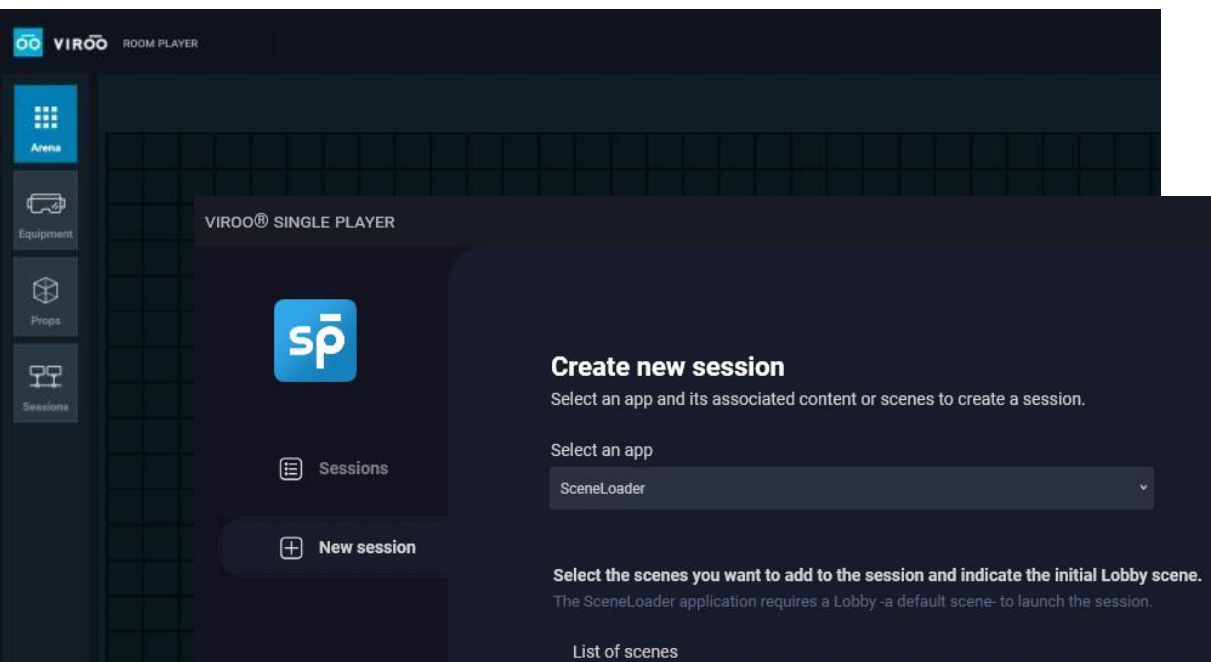 VIROO ROOM PLAYER
Arena
Equipment
Props
Sessions
VIROO® SINGLE PLAYER
sp
Sessions
New session
Create new session
Select an app and its associated content or scenes to create a session.
Select an app
SceneLoader
Select the scenes you want to add to the session and indicate the initial Lobby scene.
The SceneLoader application requires a Lobby -a default scene- to launch the session.
List of scenes